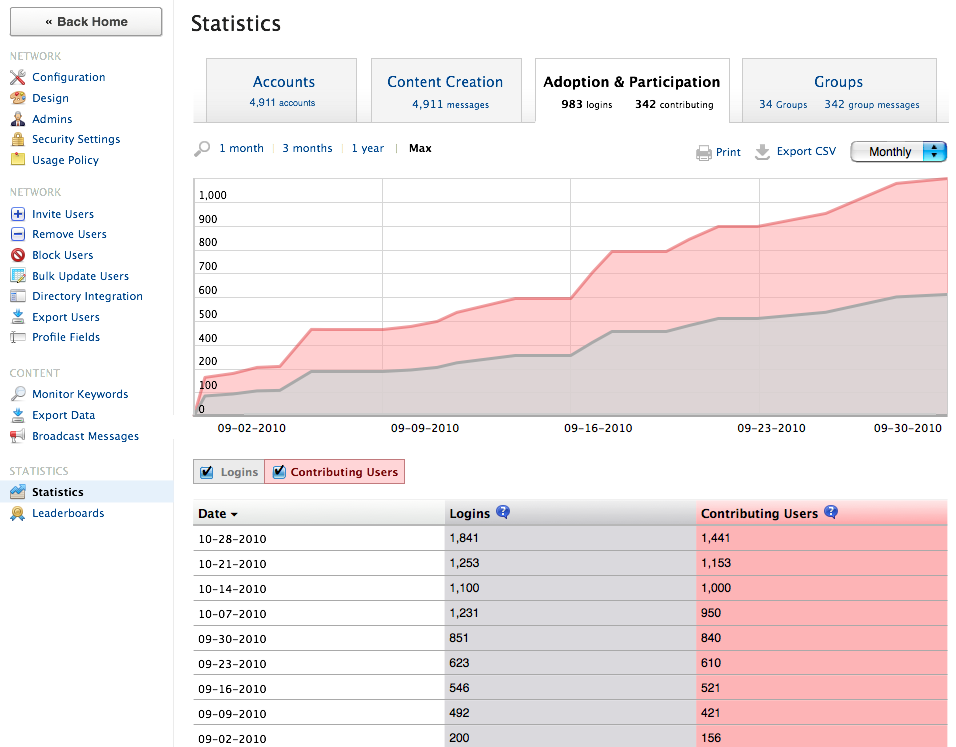 « Back Home
Statistics
NETWORK
Configuration
Design
Admins
Security Settings
Usage Policy
NETWORK
Invite Users
Remove Users
Block Users
Bulk Update Users
Directory Integration
Export Users
Profile Fields
CONTENT
Monitor Keywords
Export Data
Broadcast Messages
STATISTICS
Statistics
Leaderboards
Accounts
4,911 accounts
Content Creation
4,911 messages
Adoption & Participation
983 logins 342 contributing
Groups
34 Groups 342 group messages
1 month 3 months 1 year Max
Print Export CSV Monthly
1,000
900
800
700
600
500
400
200
100
0
09-02-2010 09-09-2010 09-16-2010 09-23-2010 09-30-2010
Logins Contributing Users
Date Logins ? Contributing Users ?
10-28-2010 1,841 1,441
10-21-2010 1,253 1,153
10-14-2010 1,100 1,000
10-07-2010 1,231 950
09-30-2010 851 840
09-23-2010 623 610
09-16-2010 546 521
09-09-2010 492 421
09-02-2010 200 156